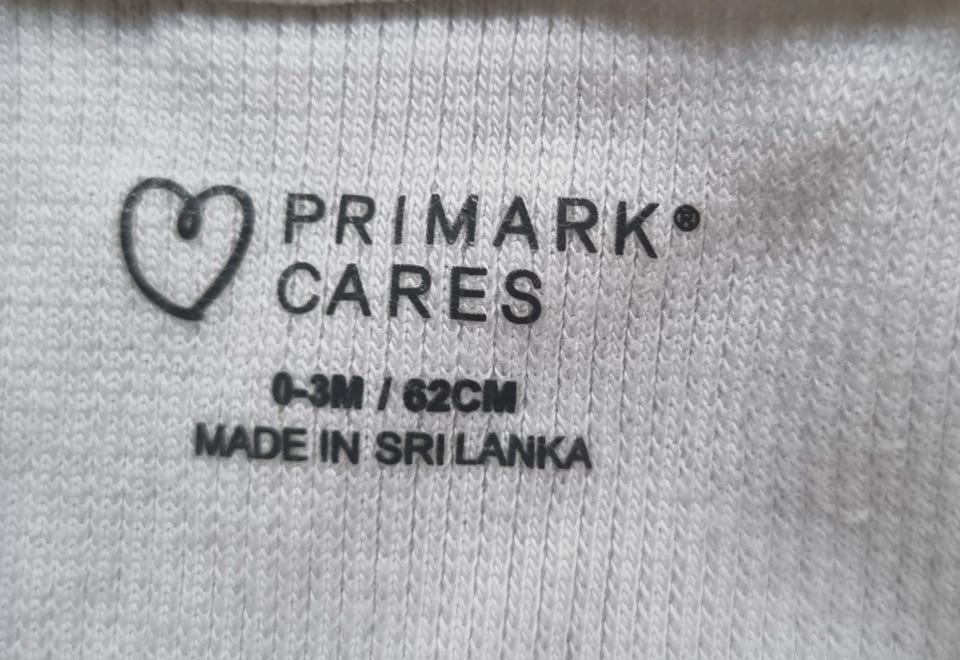 PRIMARK®
CARES
0-3M / 62CM
MADE IN SRI LANKA